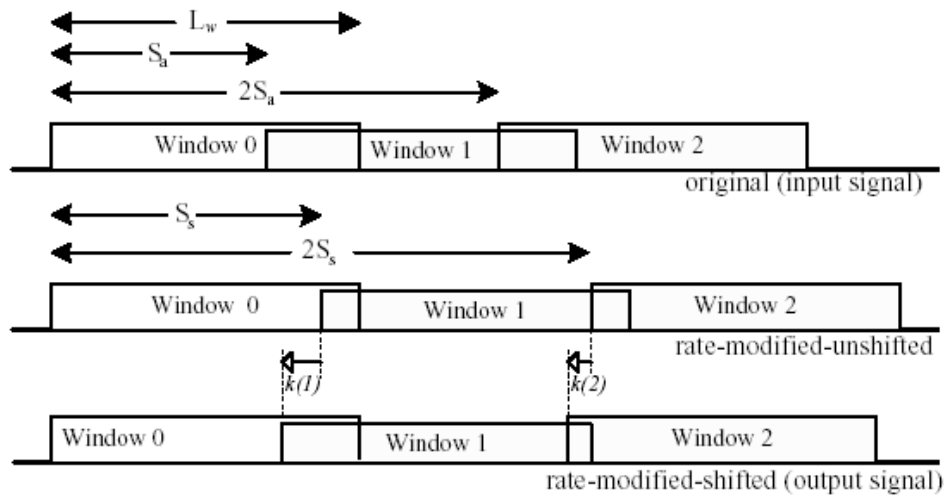 L_w
S_a
2S_a
Window 0 Window 1 Window 2
original (input signal)
S_s
2S_s
Window 0 Window 1 Window 2
rate-modified-unshifted
k(1) k(2)
Window 0 Window 1 Window 2
rate-modified-shifted (output signal)